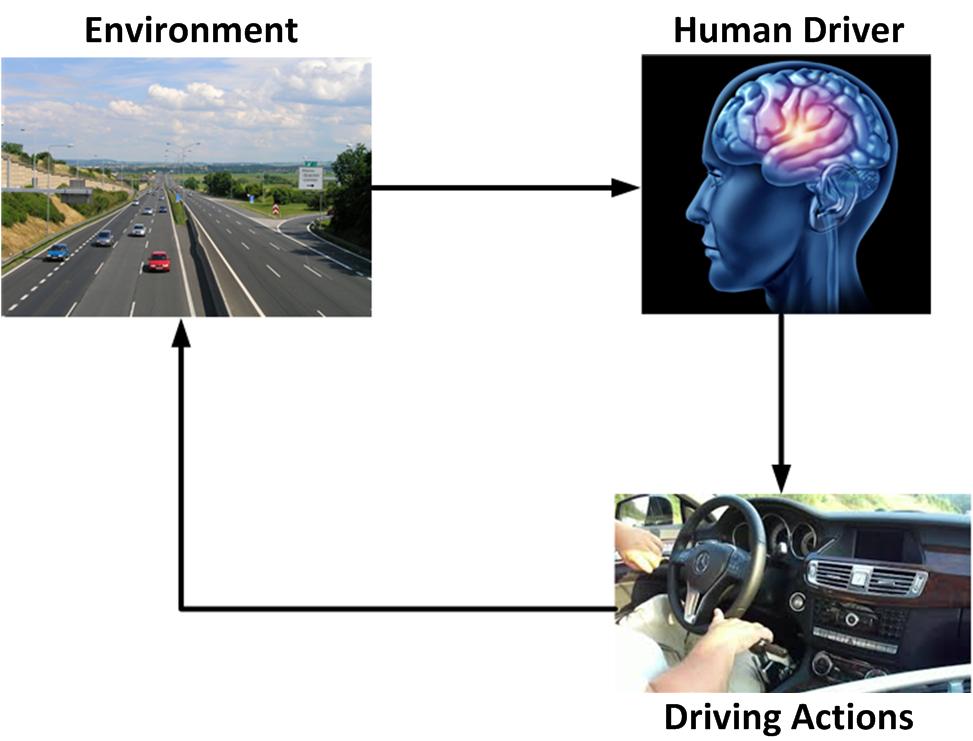 Environment
Human Driver
Driving Actions